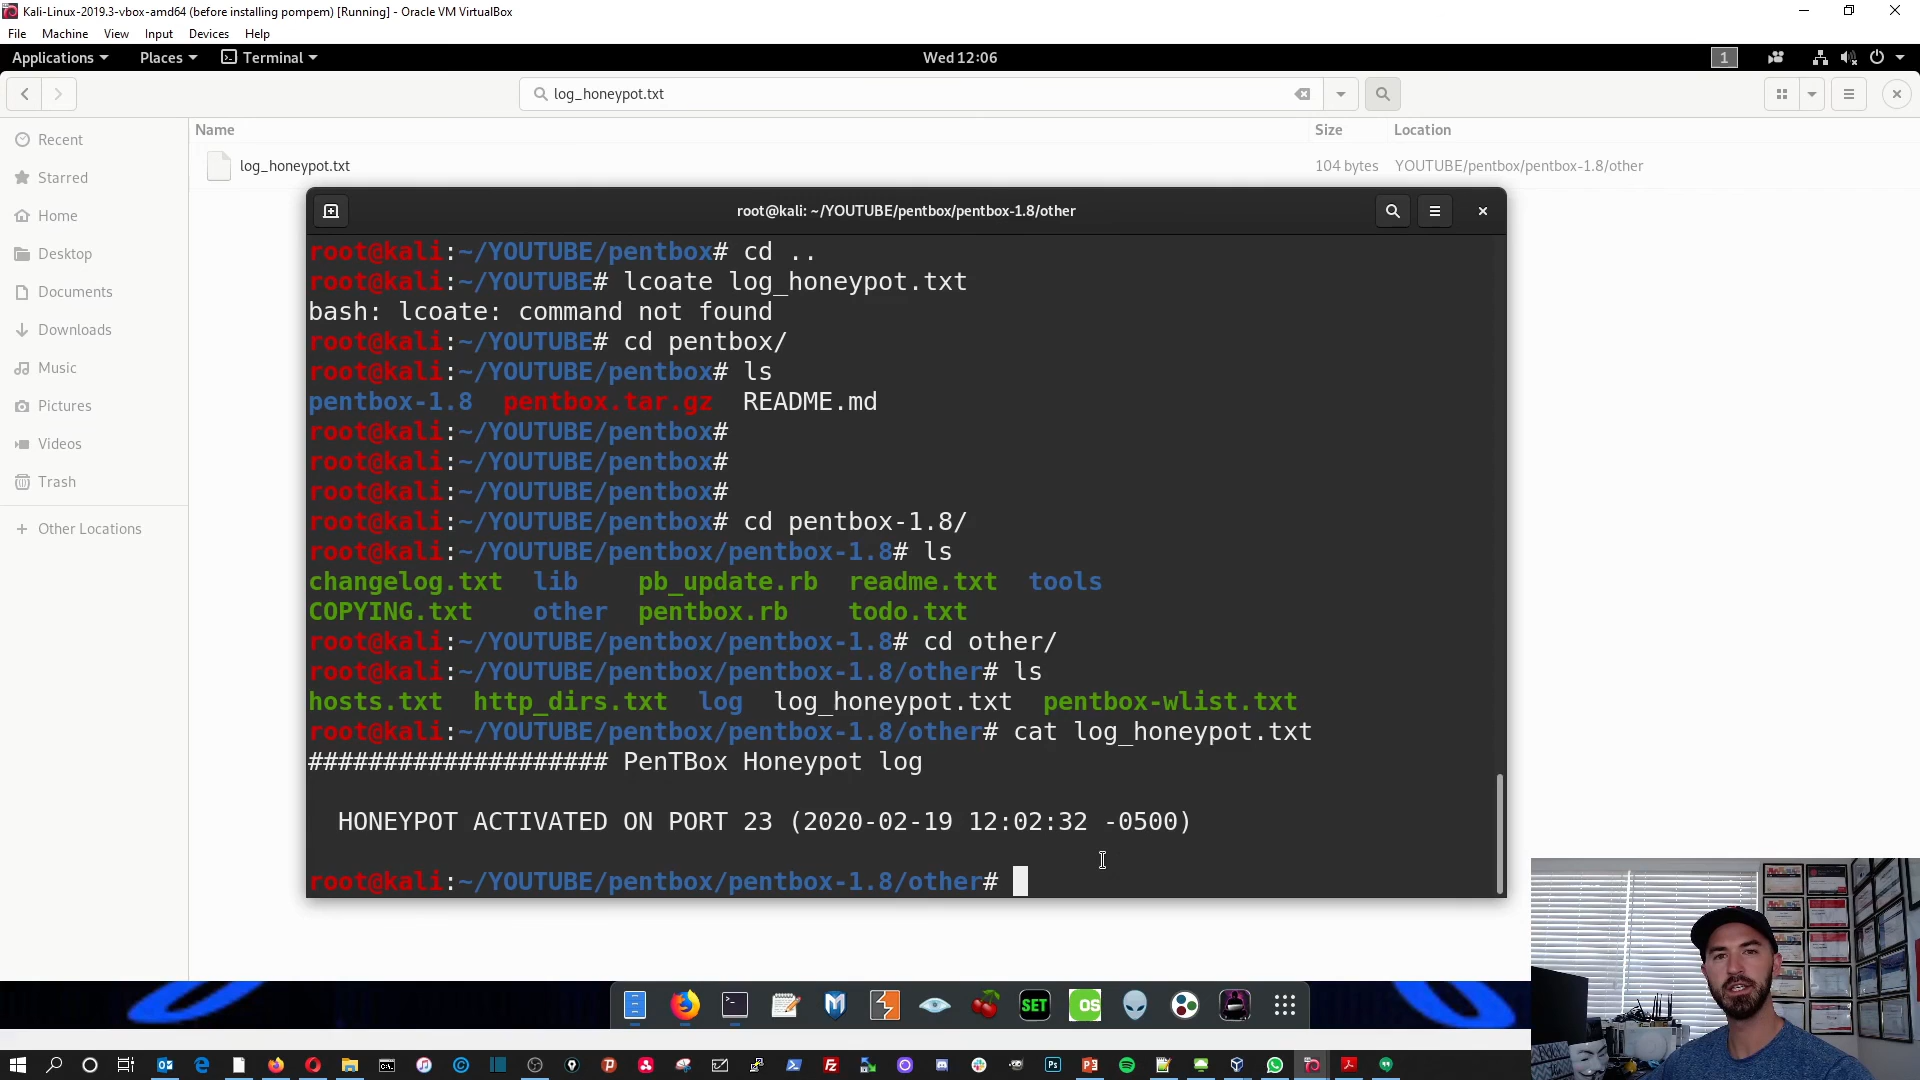 Kali-Linux-2019.3-vbox-amd64 (before installing pompem) [Running] - Oracle VM VirtualBox
File Machine View Input Devices Help
Applications Places Terminal Wed 12:06 1
log_honeypot.txt
Name Size Location
log_honeypot.txt 104 bytes YOUTUBE/pentbox/pentbox-1.8/other
Recent
Starred
Home
Desktop
Documents
Downloads
Music
Pictures
Videos
Trash
+ Other Locations
root@kali: ~/YOUTUBE/pentbox/pentbox-1.8/other
root@kali:~/YOUTUBE/pentbox# cd ..
root@kali:~/YOUTUBE# lcoate log_honeypot.txt
bash: lcoate: command not found
root@kali:~/YOUTUBE# cd pentbox/
root@kali:~/YOUTUBE/pentbox# ls
pentbox-1.8 pentbox.tar.gz README.md
root@kali:~/YOUTUBE/pentbox#
root@kali:~/YOUTUBE/pentbox#
root@kali:~/YOUTUBE/pentbox#
root@kali:~/YOUTUBE/pentbox# cd pentbox-1.8/
root@kali:~/YOUTUBE/pentbox/pentbox-1.8# ls
changelog.txt lib pb_update.rb readme.txt tools
COPYING.txt other pentbox.rb todo.txt
root@kali:~/YOUTUBE/pentbox/pentbox-1.8# cd other/
root@kali:~/YOUTUBE/pentbox/pentbox-1.8/other# ls
hosts.txt http_dirs.txt log log_honeypot.txt pentbox-wlist.txt
root@kali:~/YOUTUBE/pentbox/pentbox-1.8/other# cat log_honeypot.txt
#################### PenTBox Honeypot log
HONEYPOT ACTIVATED ON PORT 23 (2020-02-19 12:02:32 -0500)
root@kali:~/YOUTUBE/pentbox/pentbox-1.8/other#
SET OS